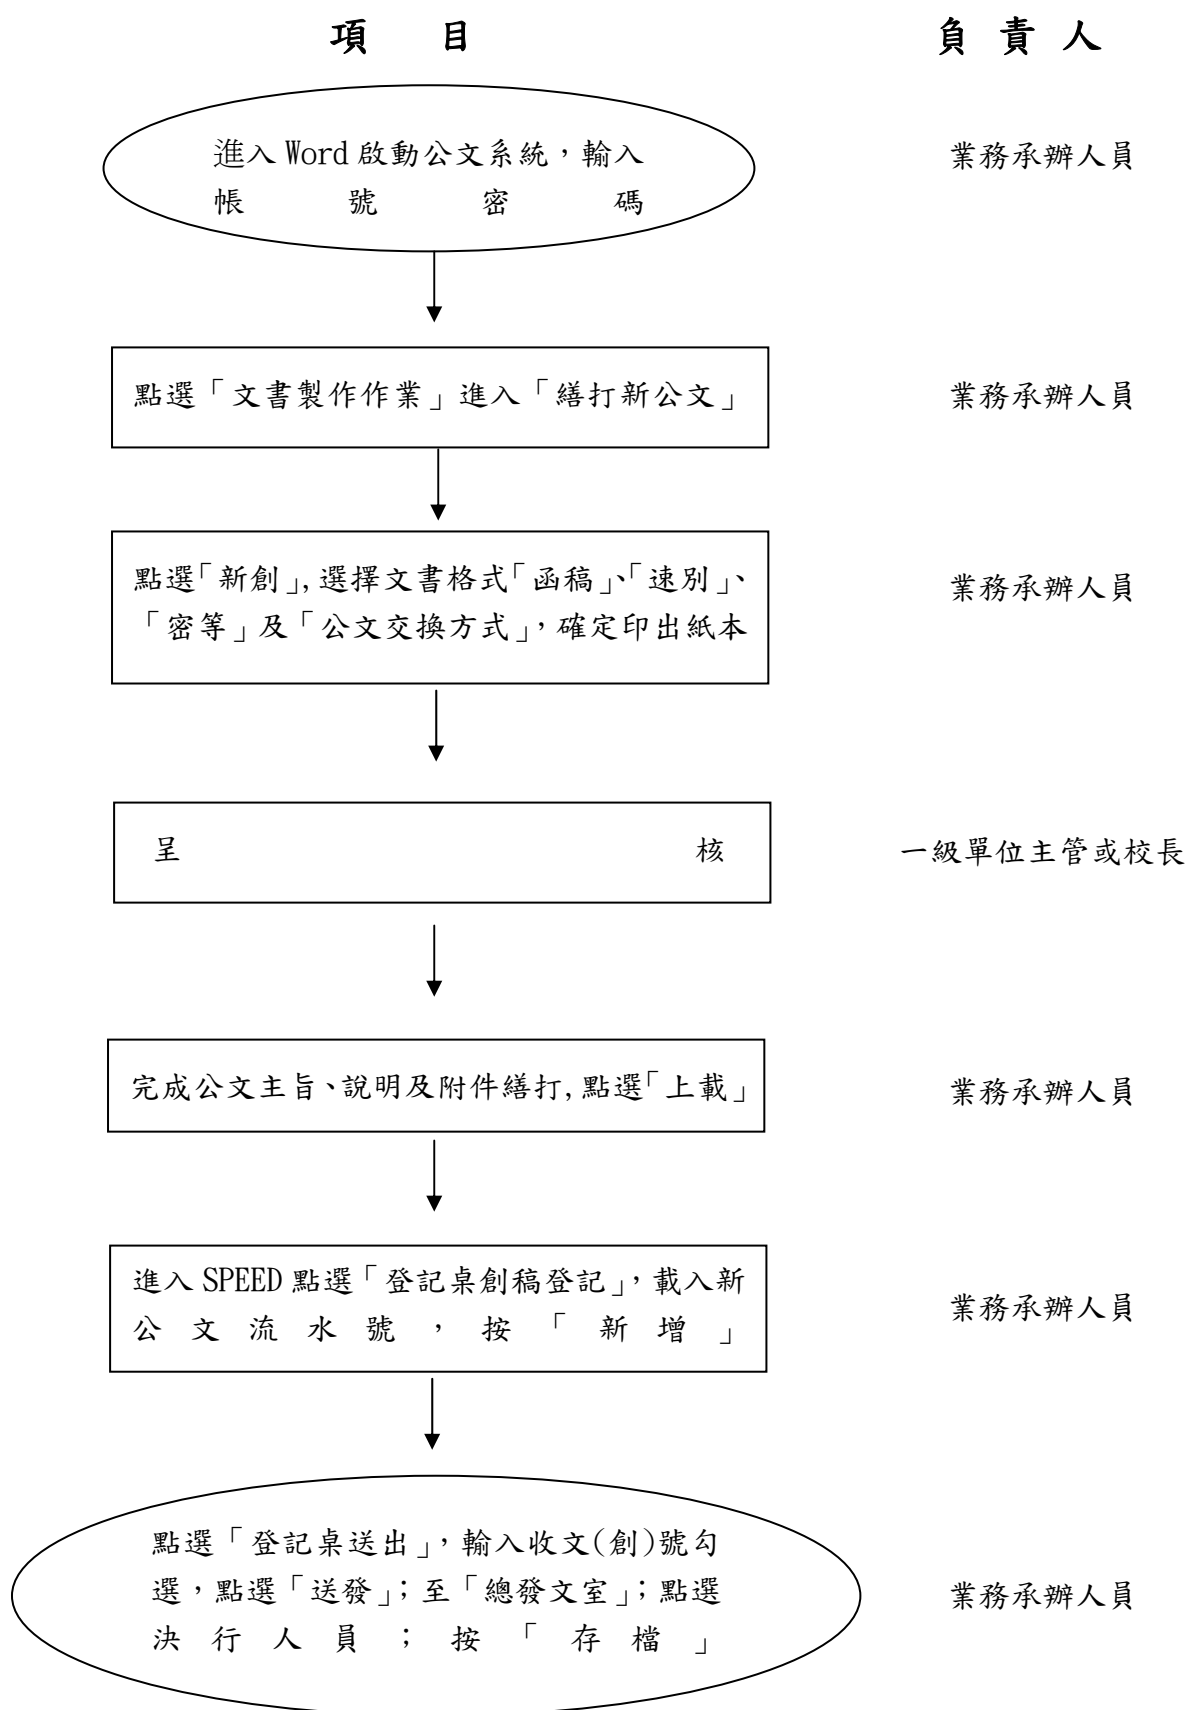 項 目 負責人
進入 Word 啟動公文系統，輸入 業務承辦人員
帳號密碼
點選「文書製作作業」進入「繕打新公文」 業務承辦人員
點選「新創」,選擇文書格式「函稿」、「速別」、 業務承辦人員
「密等」及「公文交換方式」，確定印出紙本
呈 核 一級單位主管或校長
完成公文主旨、說明及附件繕打,點選「上載」 業務承辦人員
進入 SPEED 點選「登記桌創稿登記」，載入新 業務承辦人員
公文流水號，按「新增」
點選「登記桌送出」，輸入收文(創)號勾
選，點選「送發」；至「總發文室」；點選 業務承辦人員
決行人員；按「存檔」